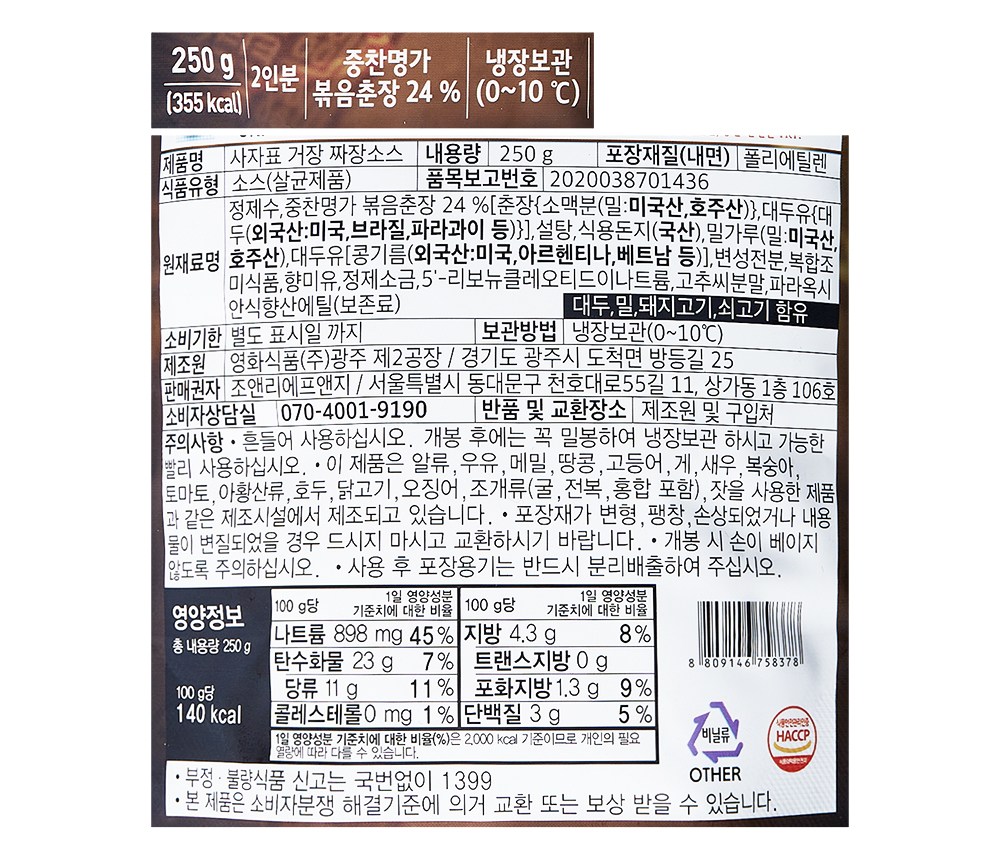 250 g
(355 kcal)
2인분
중찬명가
볶음춘장 24 %
냉장보관
(0~10 ℃)
제품명 사자표 거장 짜장소스 내용량 250 g 포장재질(내면) 폴리에틸렌
식품유형 소스(살균제품) 품목보고번호 2020038701436
원재료명 정제수,중찬명가 볶음춘장 24 %[춘장{소맥분(밀:미국산,호주산)},대두유{대
두(외국산:미국,브라질,파라과이 등)}],설탕,식용돈지(국산),밀가루(밀:미국산,
호주산),대두유[콩기름(외국산:미국,아르헨티나,베트남 등)],변성전분,복합조
미식품,향미유,정제소금,5'-리보뉴클레오티드이나트륨,고추씨분말,파라옥시
안식향산에틸(보존료) 대두,밀,돼지고기,쇠고기 함유
소비기한 별도 표시일 까지 보관방법 냉장보관(0~10℃)
제조원 영화식품(주)광주 제2공장 / 경기도 광주시 도척면 방등길 25
판매권자 조앤리에프앤지 / 서울특별시 동대문구 천호대로55길 11, 상가동 1층 106호
소비자상담실 070-4001-9190 반품 및 교환장소 제조원 및 구입처
주의사항 • 흔들어 사용하십시오. 개봉 후에는 꼭 밀봉하여 냉장보관 하시고 가능한
빨리 사용하십시오. • 이 제품은 알류,우유,메밀,땅콩,고등어,게,새우,복숭아,
토마토,아황산류,호두,닭고기,오징어,조개류(굴,전복,홍합 포함),잣을 사용한 제품
과 같은 제조시설에서 제조되고 있습니다. • 포장재가 변형,팽창,손상되었거나 내용
물이 변질되었을 경우 드시지 마시고 교환하시기 바랍니다. • 개봉 시 손이 베이지
않도록 주의하십시오. • 사용 후 포장용기는 반드시 분리배출하여 주십시오.
영양정보
총 내용량 250 g
100 g당
140 kcal
100 g당 1일 영양성분 기준치에 대한 비율 100 g당 1일 영양성분 기준치에 대한 비율
나트륨 898 mg 45% 지방 4.3 g 8%
탄수화물 23 g 7% 트랜스지방 0 g
당류 11 g 11% 포화지방 1.3 g 9%
콜레스테롤 0 mg 1% 단백질 3 g 5%
1일 영양성분 기준치에 대한 비율(%)은 2,000 kcal 기준이므로 개인의 필요
열량에 따라 다를 수 있습니다.
8 809146 758378
비닐류
OTHER
HACCP
• 부정 · 불량식품 신고는 국번없이 1399
• 본 제품은 소비자분쟁 해결기준에 의거 교환 또는 보상 받을 수 있습니다.